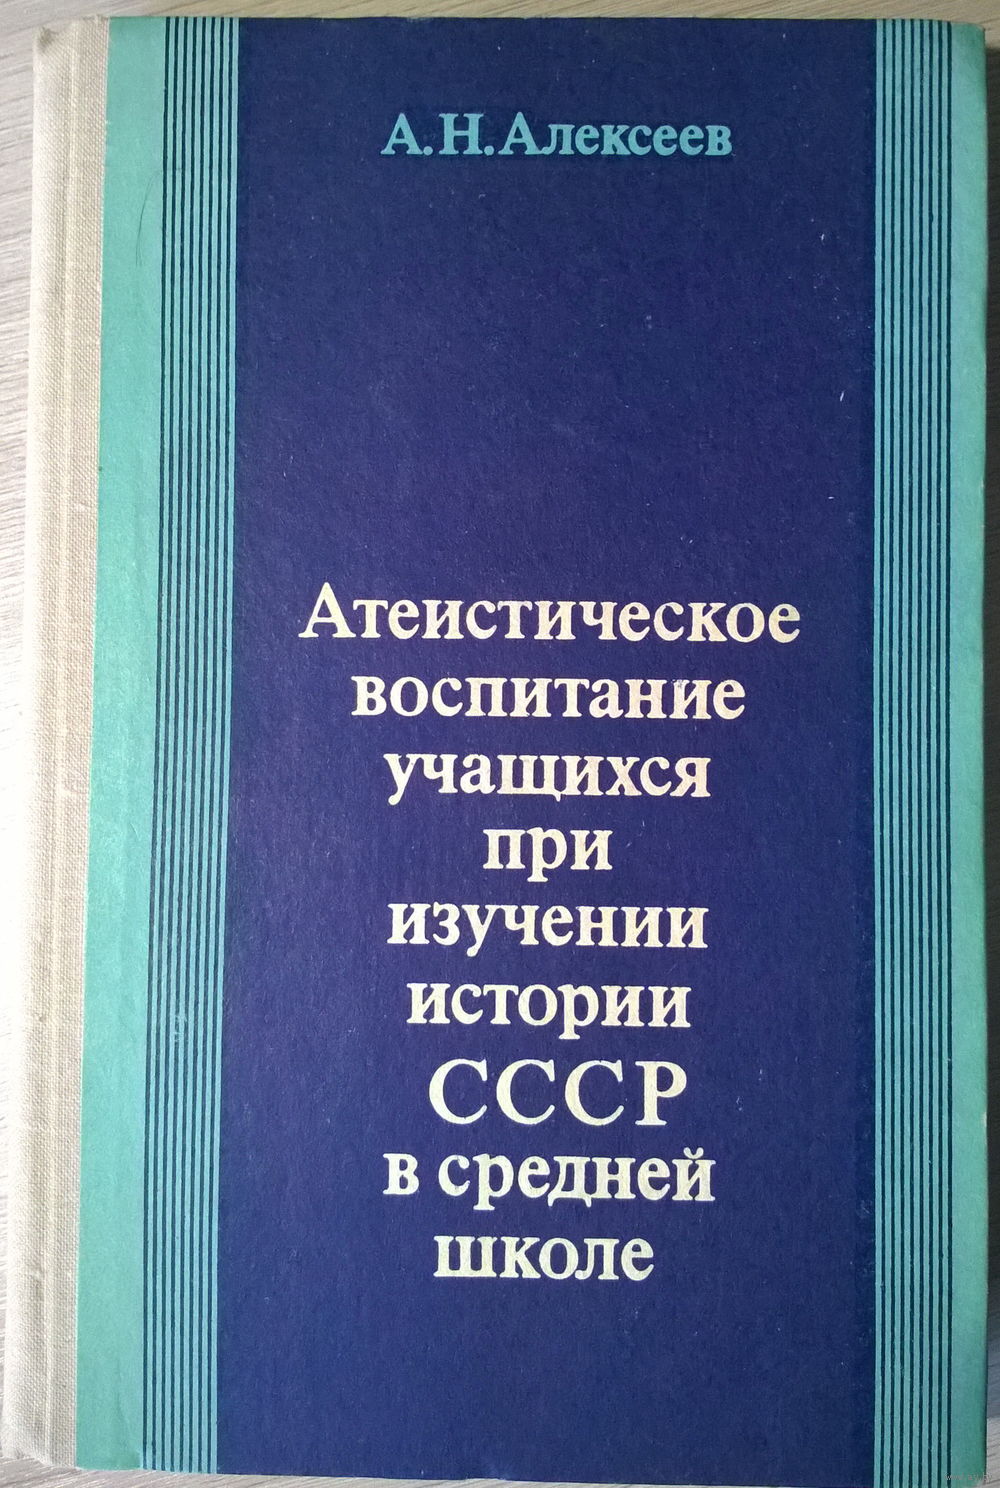 А. Н. Алексеев
Атеистическое
воспитание
учащихся
при
изучении
истории
СССР
в средней
школе